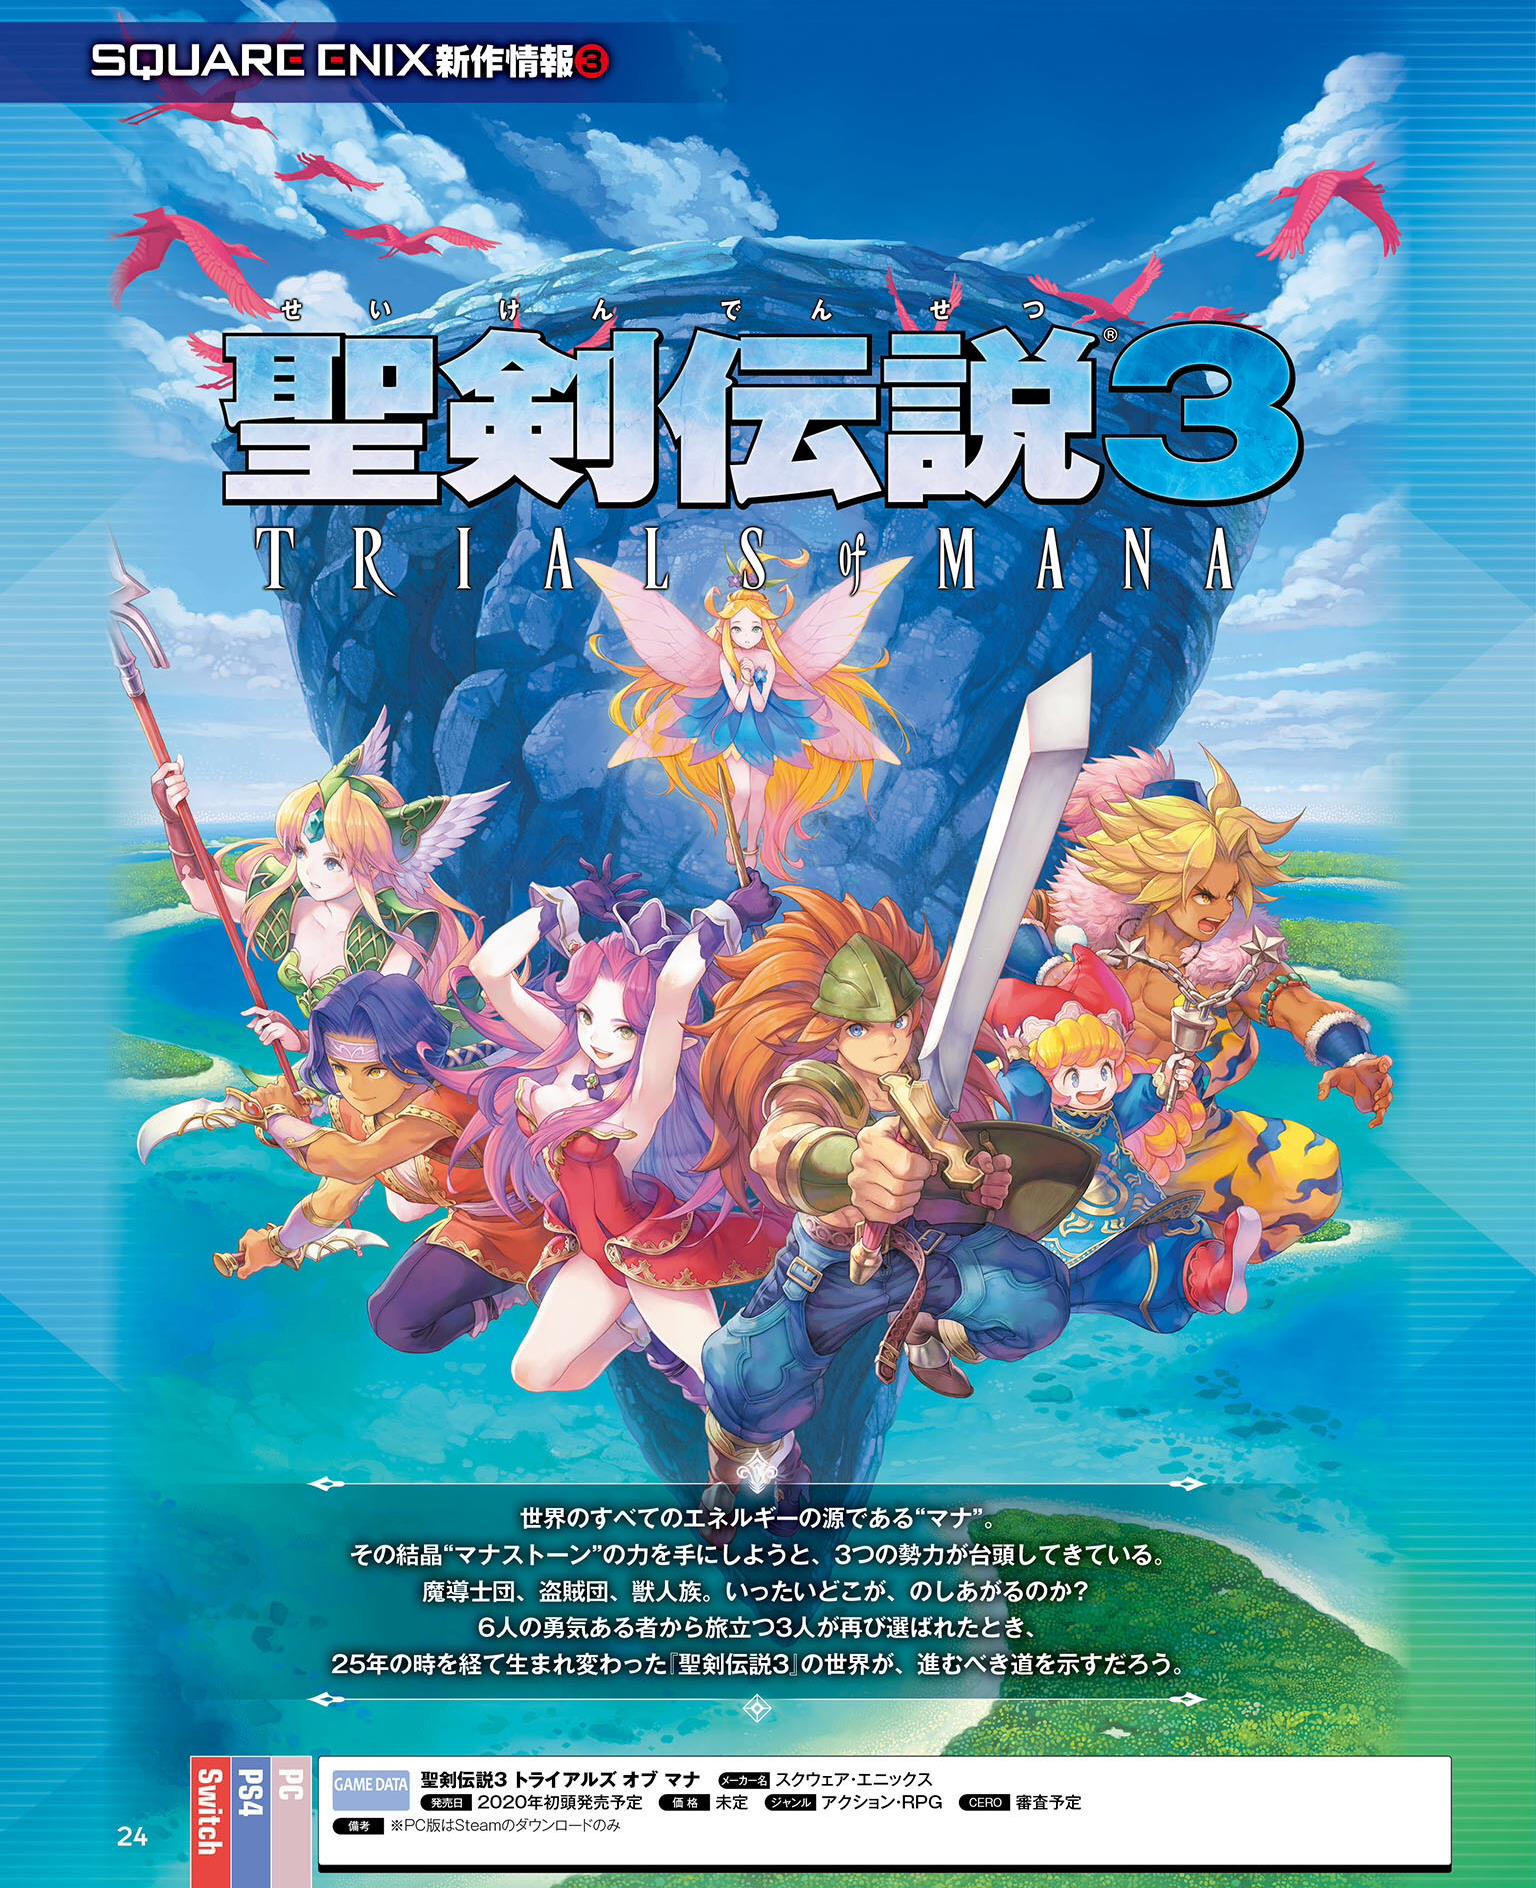 SQUARE ENIX新作情報3
せいけんでんせつ
聖剣伝説®3
TRIALS of MANA
世界のすべてのエネルギーの源である“マナ”。
その結晶“マナストーン”の力を手にしようと、3つの勢力が台頭してきている。
魔導士団、盗賊団、獣人族。いったいどこが、のしあがるのか?
6人の勇気ある者から旅立つ3人が再び選ばれたとき、
25年の時を経て生まれ変わった『聖剣伝説3』の世界が、進むべき道を示すだろう。
24
Switch
PS4
PC
GAME DATA 聖剣伝説3 トライアルズ オブ マナ メーカー名 スクウェア・エニックス
発売日 2020年初頭発売予定 価格 未定 ジャンル アクション・RPG CERO 審査予定
備考 ※PC版はSteamのダウンロードのみ